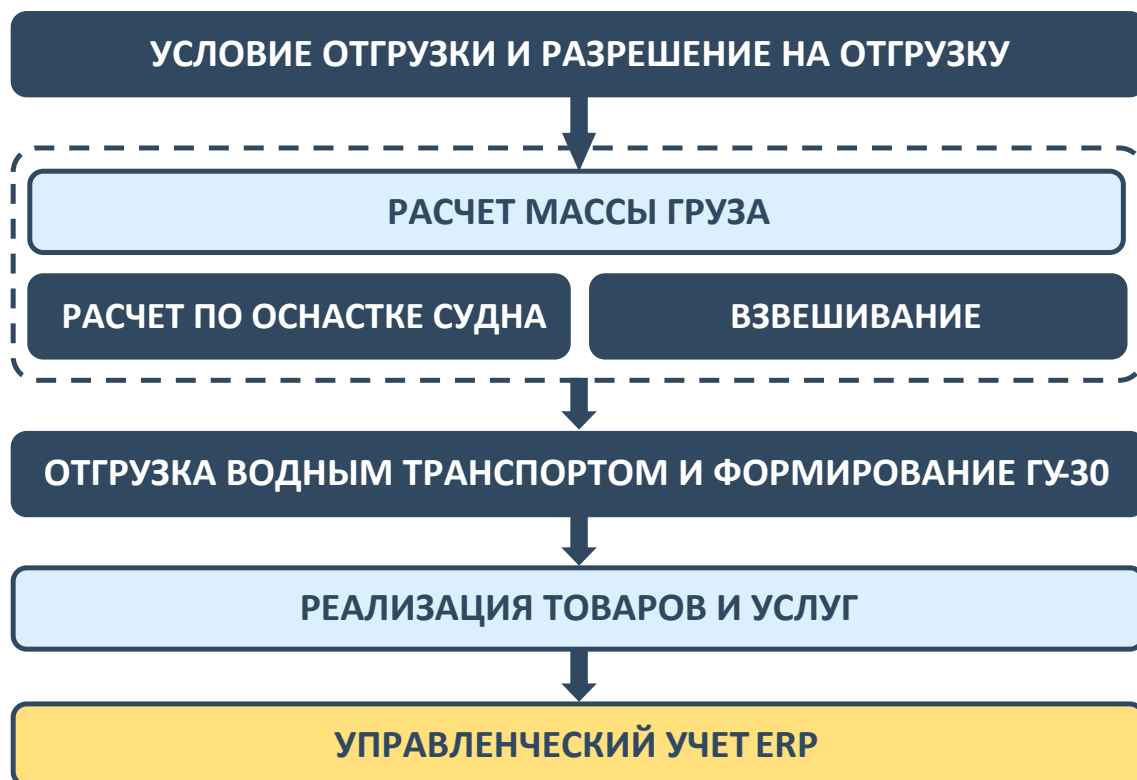 УСЛОВИЕ ОТГРУЗКИ И РАЗРЕШЕНИЕ НА ОТГРУЗКУ
РАСЧЕТ МАССЫ ГРУЗА
РАСЧЕТ ПО ОСНАСТКЕ СУДНА
ВЗВЕШИВАНИЕ
ОТГРУЗКА ВОДНЫМ ТРАНСПОРТОМ И ФОРМИРОВАНИЕ ГУ-30
РЕАЛИЗАЦИЯ ТОВАРОВ И УСЛУГ
УПРАВЛЕНЧЕСКИЙ УЧЕТ ERP